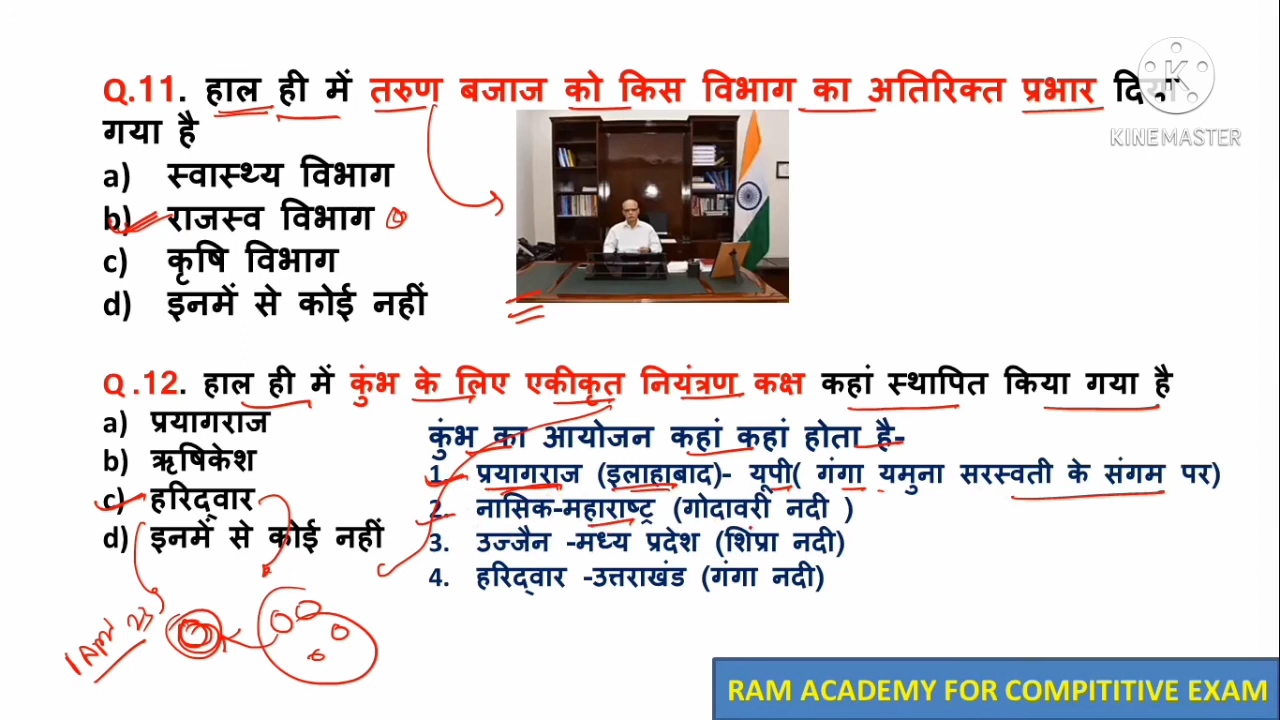 Q.11. हाल ही में तरुण बजाज को किस विभाग का अतिरिक्त प्रभार दिया
गया है
a) स्वास्थ्य विभाग
b) राजस्व विभाग
c) कृषि विभाग
d) इनमें से कोई नहीं
KINEMASTER
Q .12. हाल ही में कुंभ के लिए एकीकृत नियंत्रण कक्ष कहां स्थापित किया गया है
a) प्रयागराज
b) ऋषिकेश
c) हरिद्वार
d) इनमें से कोई नहीं
कुंभ का आयोजन कहां कहां होता है-
1. प्रयागराज (इलाहाबाद)- यूपी( गंगा यमुना सरस्वती के संगम पर)
2. नासिक-महाराष्ट्र (गोदावरी नदी )
3. उज्जैन -मध्य प्रदेश (शिंप्रा नदी)
4. हरिद्वार -उत्तराखंड (गंगा नदी)
RAM ACADEMY FOR COMPITITIVE EXAM